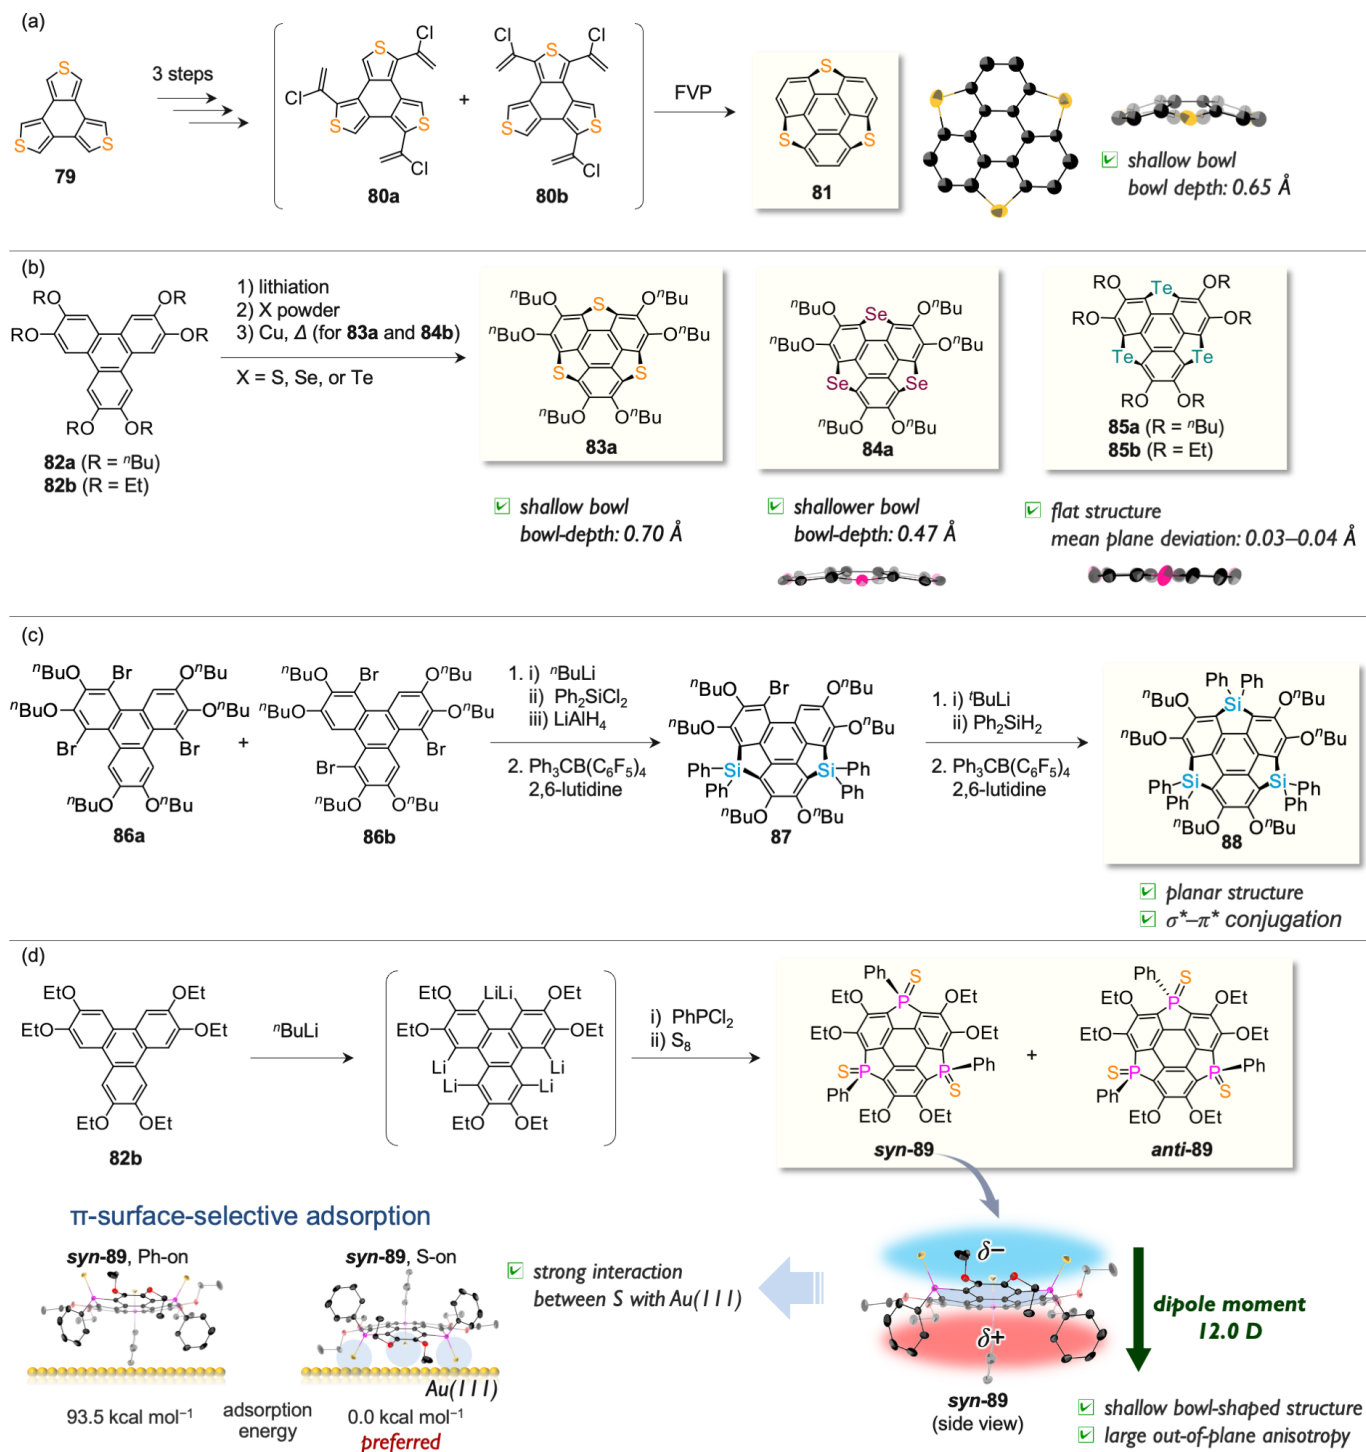 (a)
S
S
S
79
3 steps
S
Cl
Cl
S
S
Cl
80a
+
Cl
Cl
S
S
S
Cl
80b
FVP
S
S
S
81
shallow bowl
bowl depth: 0.65 Å
(b)
RO
OR
RO
OR
RO
OR
82a (R = ⁿBu)
82b (R = Et)
1) lithiation
2) X powder
3) Cu, Δ (for 83a and 84b)
X = S, Se, or Te
ⁿBuO
S
OⁿBu
ⁿBuO
OⁿBu
S
S
ⁿBuO
OⁿBu
83a
shallow bowl
bowl-depth: 0.70 Å
ⁿBuO
Se
OⁿBu
ⁿBuO
OⁿBu
Se
Se
ⁿBuO
OⁿBu
84a
shallower bowl
bowl-depth: 0.47 Å
RO
Te
OR
RO
OR
Te
Te
RO
OR
85a (R = ⁿBu)
85b (R = Et)
flat structure
mean plane deviation: 0.03–0.04 Å
(c)
ⁿBuO
Br
OⁿBu
ⁿBuO
OⁿBu
Br
Br
ⁿBuO
OⁿBu
86a
+
ⁿBuO
Br
OⁿBu
ⁿBuO
OⁿBu
Br
Br
ⁿBuO
OⁿBu
86b
1. i) ⁿBuLi
ii) Ph₂SiCl₂
iii) LiAlH₄
2. Ph₃CB(C₆F₅)₄
2,6-lutidine
ⁿBuO
Br
OⁿBu
ⁿBuO
OⁿBu
Ph
Si
Si
Ph
Ph
Ph
ⁿBuO
OⁿBu
87
1. i) ᵗBuLi
ii) Ph₂SiH₂
2. Ph₃CB(C₆F₅)₄
2,6-lutidine
Ph
Ph
ⁿBuO
Si
OⁿBu
ⁿBuO
OⁿBu
Ph
Si
Si
Ph
Ph
Ph
ⁿBuO
OⁿBu
88
planar structure
σ*–π* conjugation
(d)
EtO
OEt
EtO
OEt
EtO
OEt
82b
ⁿBuLi
EtO
LiLi
OEt
EtO
OEt
Li
Li
Li
Li
EtO
OEt
i) PhPCl₂
ii) S₈
Ph
S
P
EtO
OEt
EtO
OEt
S
P
P
Ph
Ph
S
EtO
OEt
syn-89
+
Ph
S
P
EtO
OEt
EtO
OEt
S
P
P
Ph
Ph
S
EtO
OEt
anti-89
π-surface-selective adsorption
syn-89, Ph-on
syn-89, S-on
Au(111)
93.5 kcal mol⁻¹
adsorption
energy
0.0 kcal mol⁻¹
preferred
strong interaction
between S with Au(111)
δ−
δ+
syn-89
(side view)
dipole moment
12.0 D
shallow bowl-shaped structure
large out-of-plane anisotropy